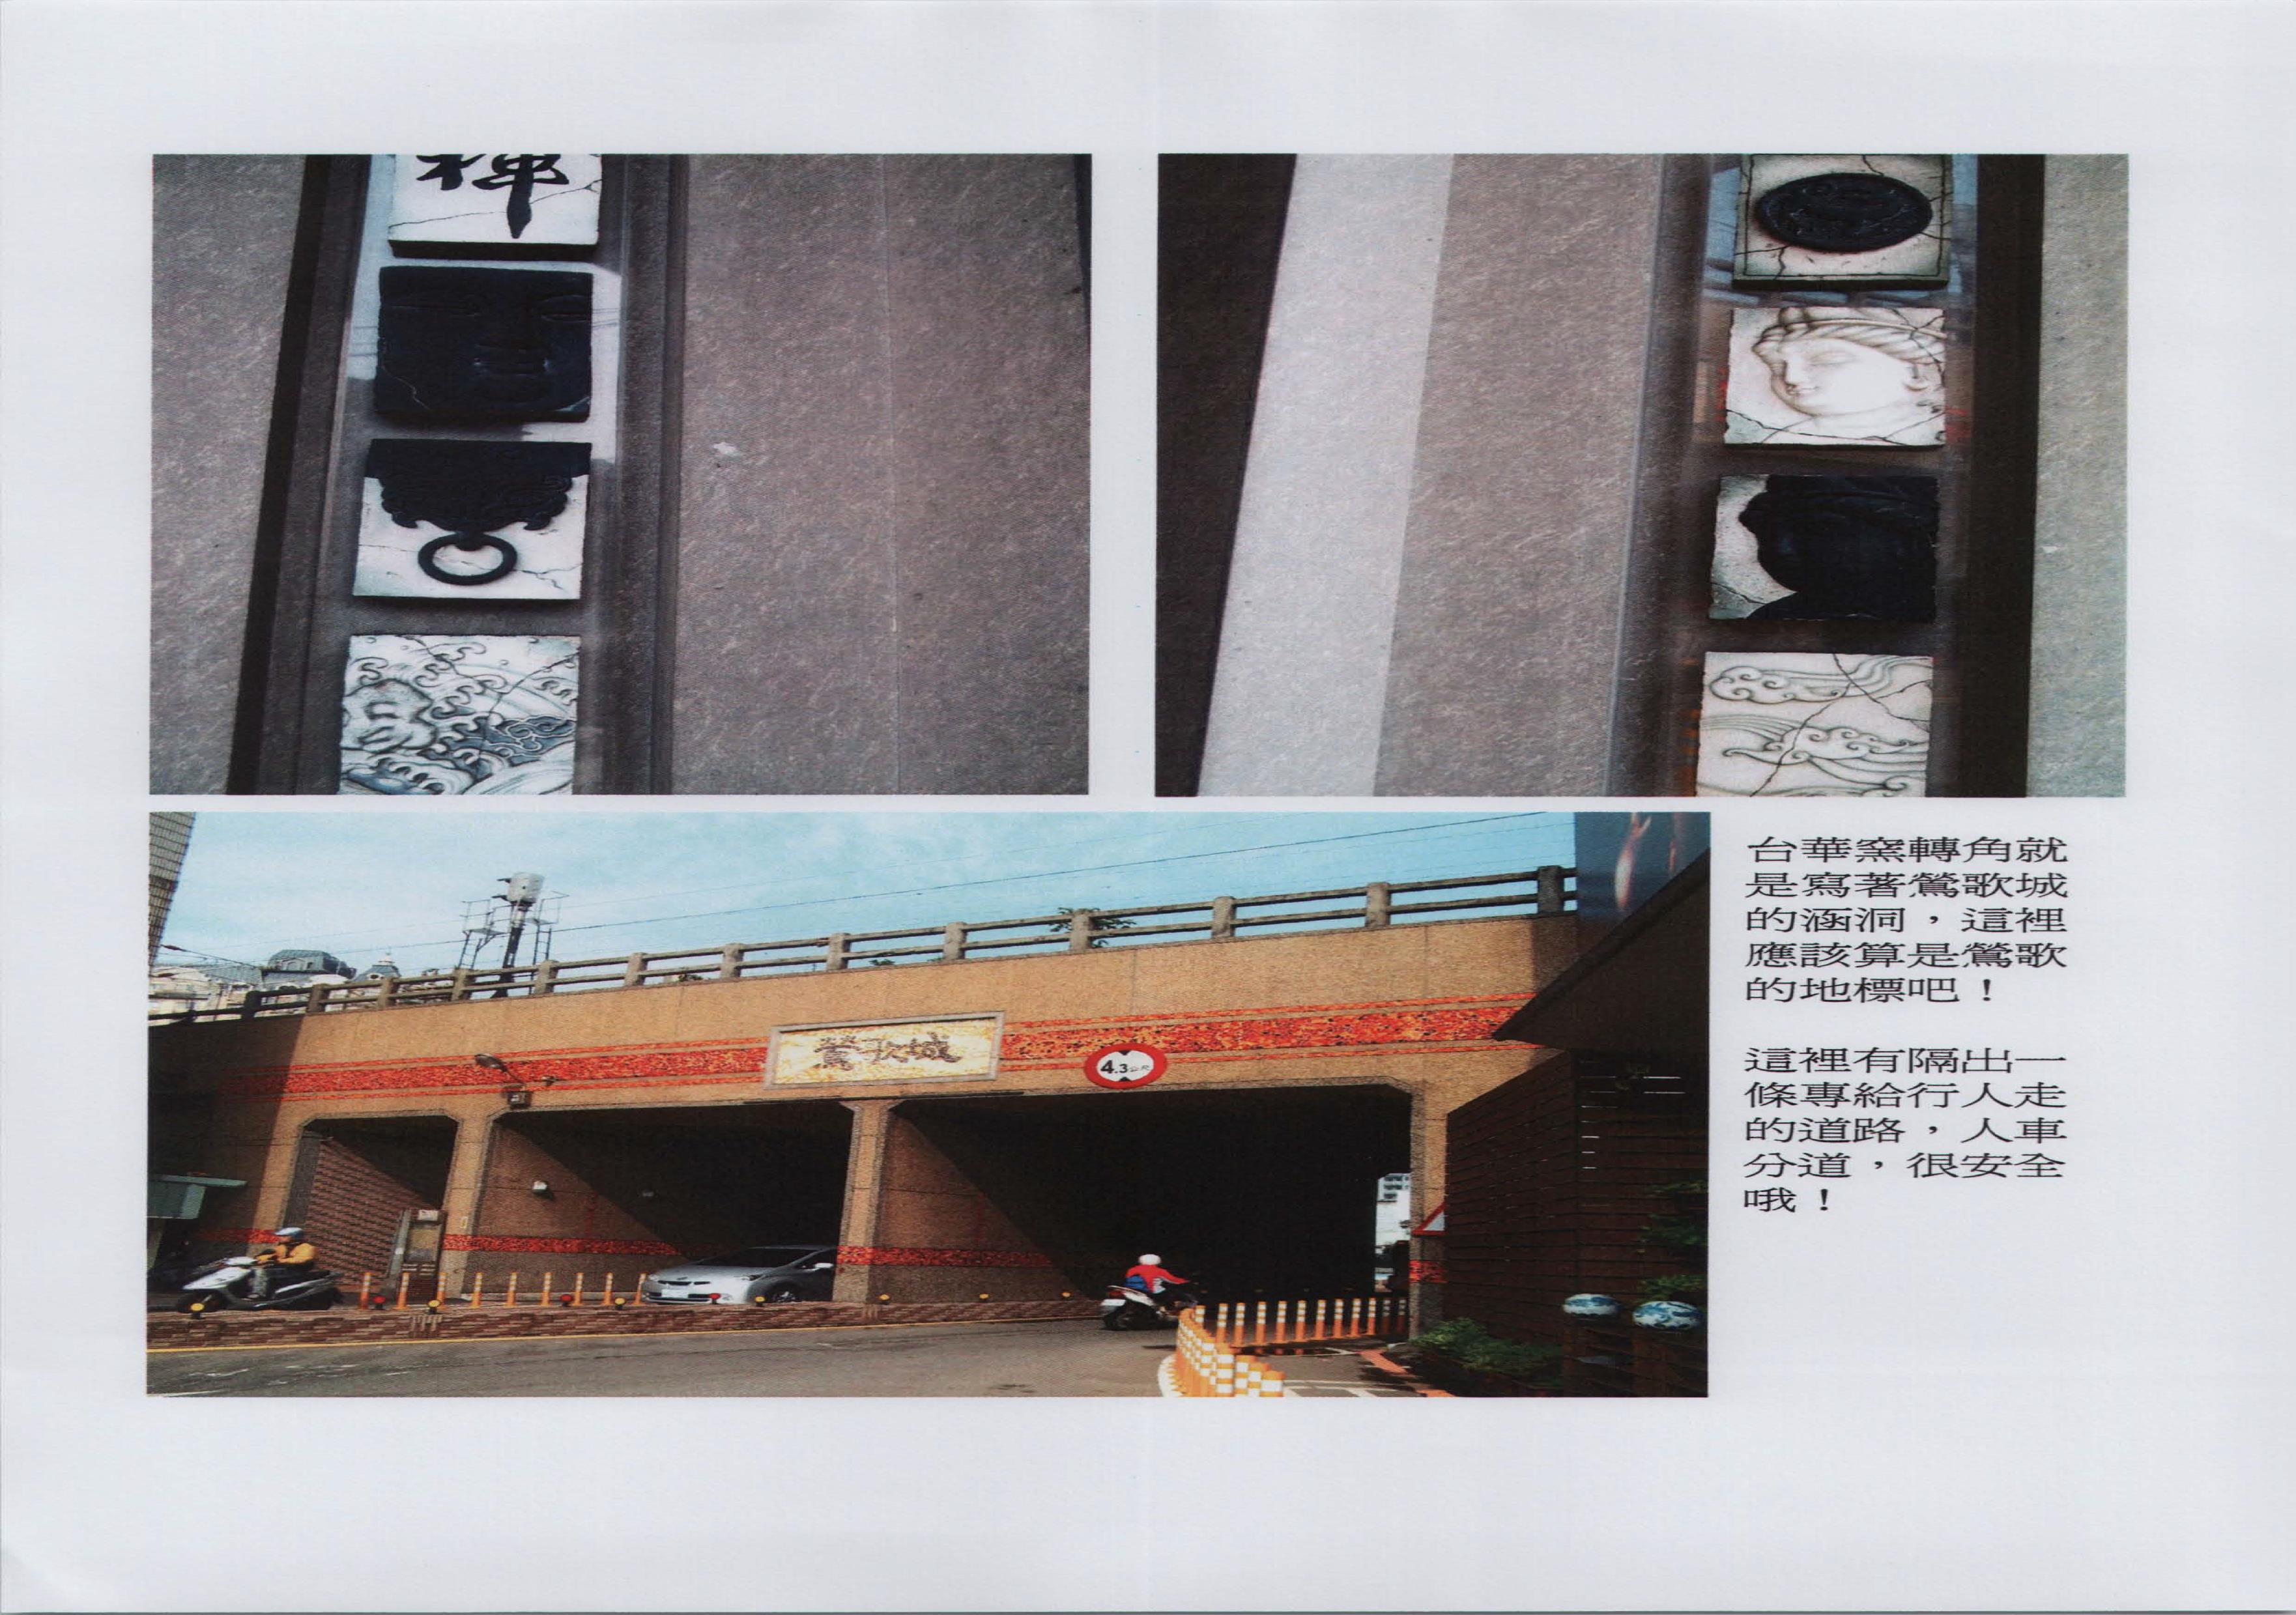 禪
鶯歌城
4.3公尺
台華窯轉角就
是寫著鶯歌城
的涵洞，這裡
應該算是鶯歌
的地標吧！
這裡有隔出一
條專給行人走
的道路，人車
分道，很安全
哦！